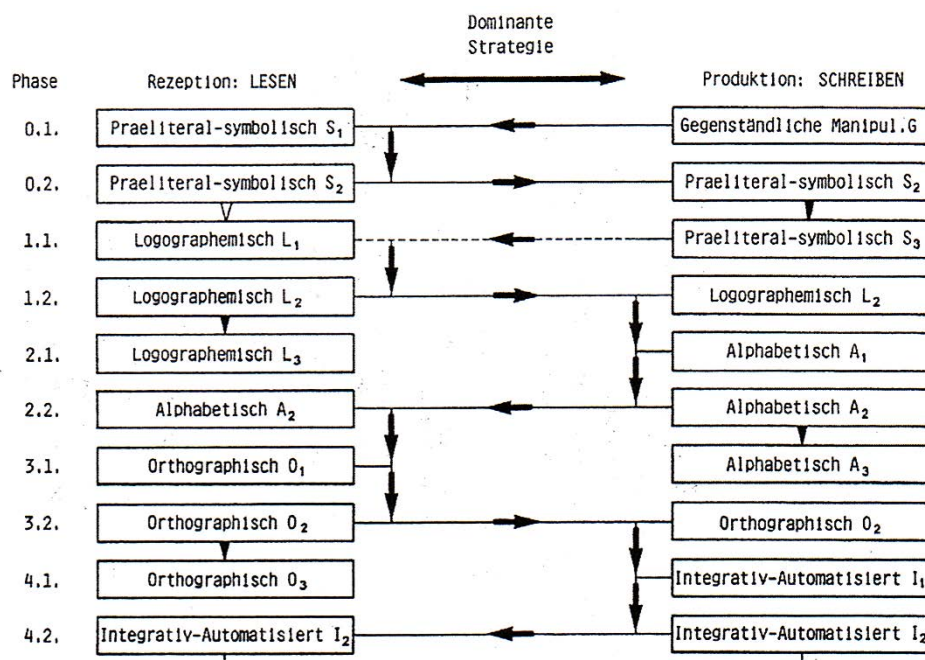 Dominante
Strategie
Phase Rezeption: LESEN Produktion: SCHREIBEN
0.1. Praeliteral-symbolisch S₁ Gegenständliche Manipul.G
0.2. Praeliteral-symbolisch S₂ Praeliteral-symbolisch S₂
1.1. Logographemisch L₁ Praeliteral-symbolisch S₃
1.2. Logographemisch L₂ Logographemisch L₂
2.1. Logographemisch L₃ Alphabetisch A₁
2.2. Alphabetisch A₂ Alphabetisch A₂
3.1. Orthographisch O₁ Alphabetisch A₃
3.2. Orthographisch O₂ Orthographisch O₂
4.1. Orthographisch O₃ Integrativ-Automatisiert I₁
4.2. Integrativ-Automatisiert I₂ Integrativ-Automatisiert I₂